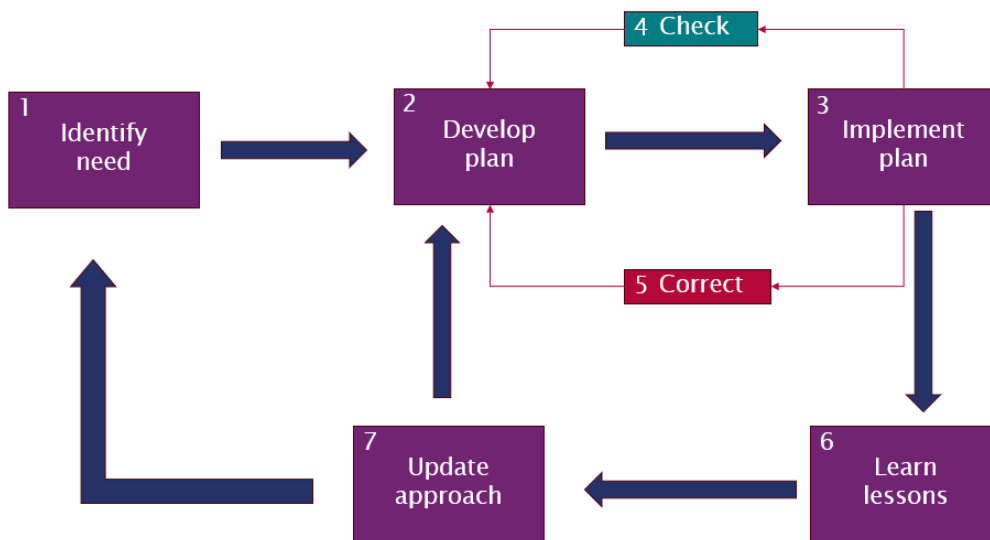 1
Identify
need
2
Develop
plan
3
Implement
plan
4 Check
5 Correct
6
Learn
lessons
7
Update
approach